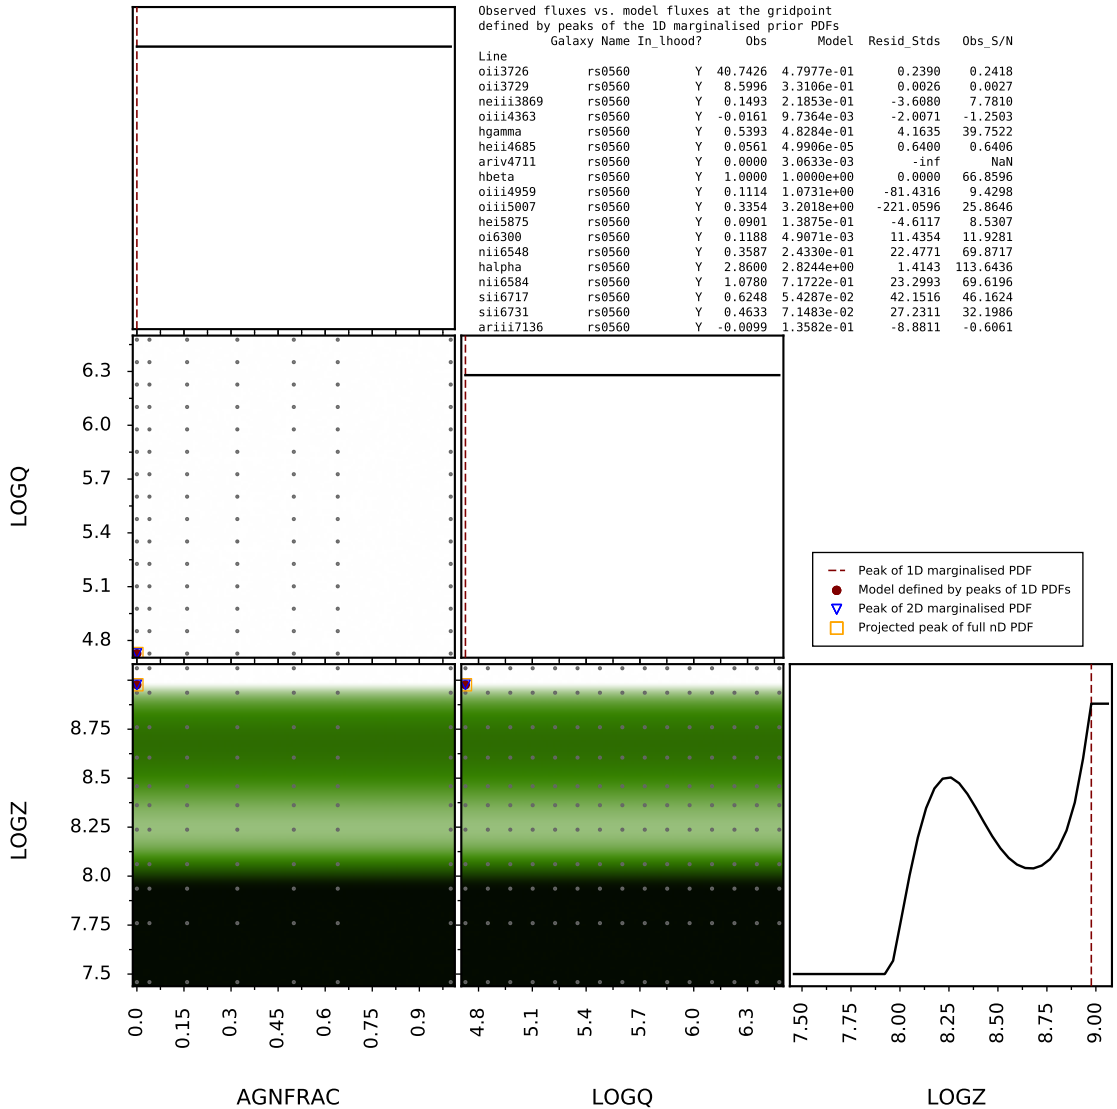 Observed fluxes vs. model fluxes at the gridpoint
defined by peaks of the 1D marginalised prior PDFs
Galaxy Name In_lhood? Obs Model Resid_Stds Obs_S/N
Line
oii3726 rs0560 Y 40.7426 4.7977e-01 0.2390 0.2418
oii3729 rs0560 Y 8.5996 3.3106e-01 0.0026 0.0027
neiii3869 rs0560 Y 0.1493 2.1853e-01 -3.6080 7.7810
oiii4363 rs0560 Y -0.0161 9.7364e-03 -2.0071 -1.2503
hgamma rs0560 Y 0.5393 4.8284e-01 4.1635 39.7522
heii4685 rs0560 Y 0.0561 4.9906e-05 0.6400 0.6406
ariv4711 rs0560 Y 0.0000 3.0633e-03 -inf NaN
hbeta rs0560 Y 1.0000 1.0000e+00 0.0000 66.8596
oiii4959 rs0560 Y 0.1114 1.0731e+00 -81.4316 9.4298
oiii5007 rs0560 Y 0.3354 3.2018e+00 -221.0596 25.8646
hei5875 rs0560 Y 0.0901 1.3875e-01 -4.6117 8.5307
oi6300 rs0560 Y 0.1188 4.9071e-03 11.4354 11.9281
nii6548 rs0560 Y 0.3587 2.4330e-01 22.4771 69.8717
halpha rs0560 Y 2.8600 2.8244e+00 1.4143 113.6436
nii6584 rs0560 Y 1.0780 7.1722e-01 23.2993 69.6196
sii6717 rs0560 Y 0.6248 5.4287e-02 42.1516 46.1624
sii6731 rs0560 Y 0.4633 7.1483e-02 27.2311 32.1986
ariii7136 rs0560 Y -0.0099 1.3582e-01 -8.8811 -0.6061
LOGQ
6.3
6.0
5.7
5.4
5.1
4.8
Peak of 1D marginalised PDF
Model defined by peaks of 1D PDFs
Peak of 2D marginalised PDF
Projected peak of full nD PDF
LOGZ
8.75
8.5
8.25
8.0
7.75
7.5
0.0 0.15 0.3 0.45 0.6 0.75 0.9
4.8 5.1 5.4 5.7 6.0 6.3
7.50 7.75 8.00 8.25 8.50 8.75 9.00
AGNFRAC LOGQ LOGZ